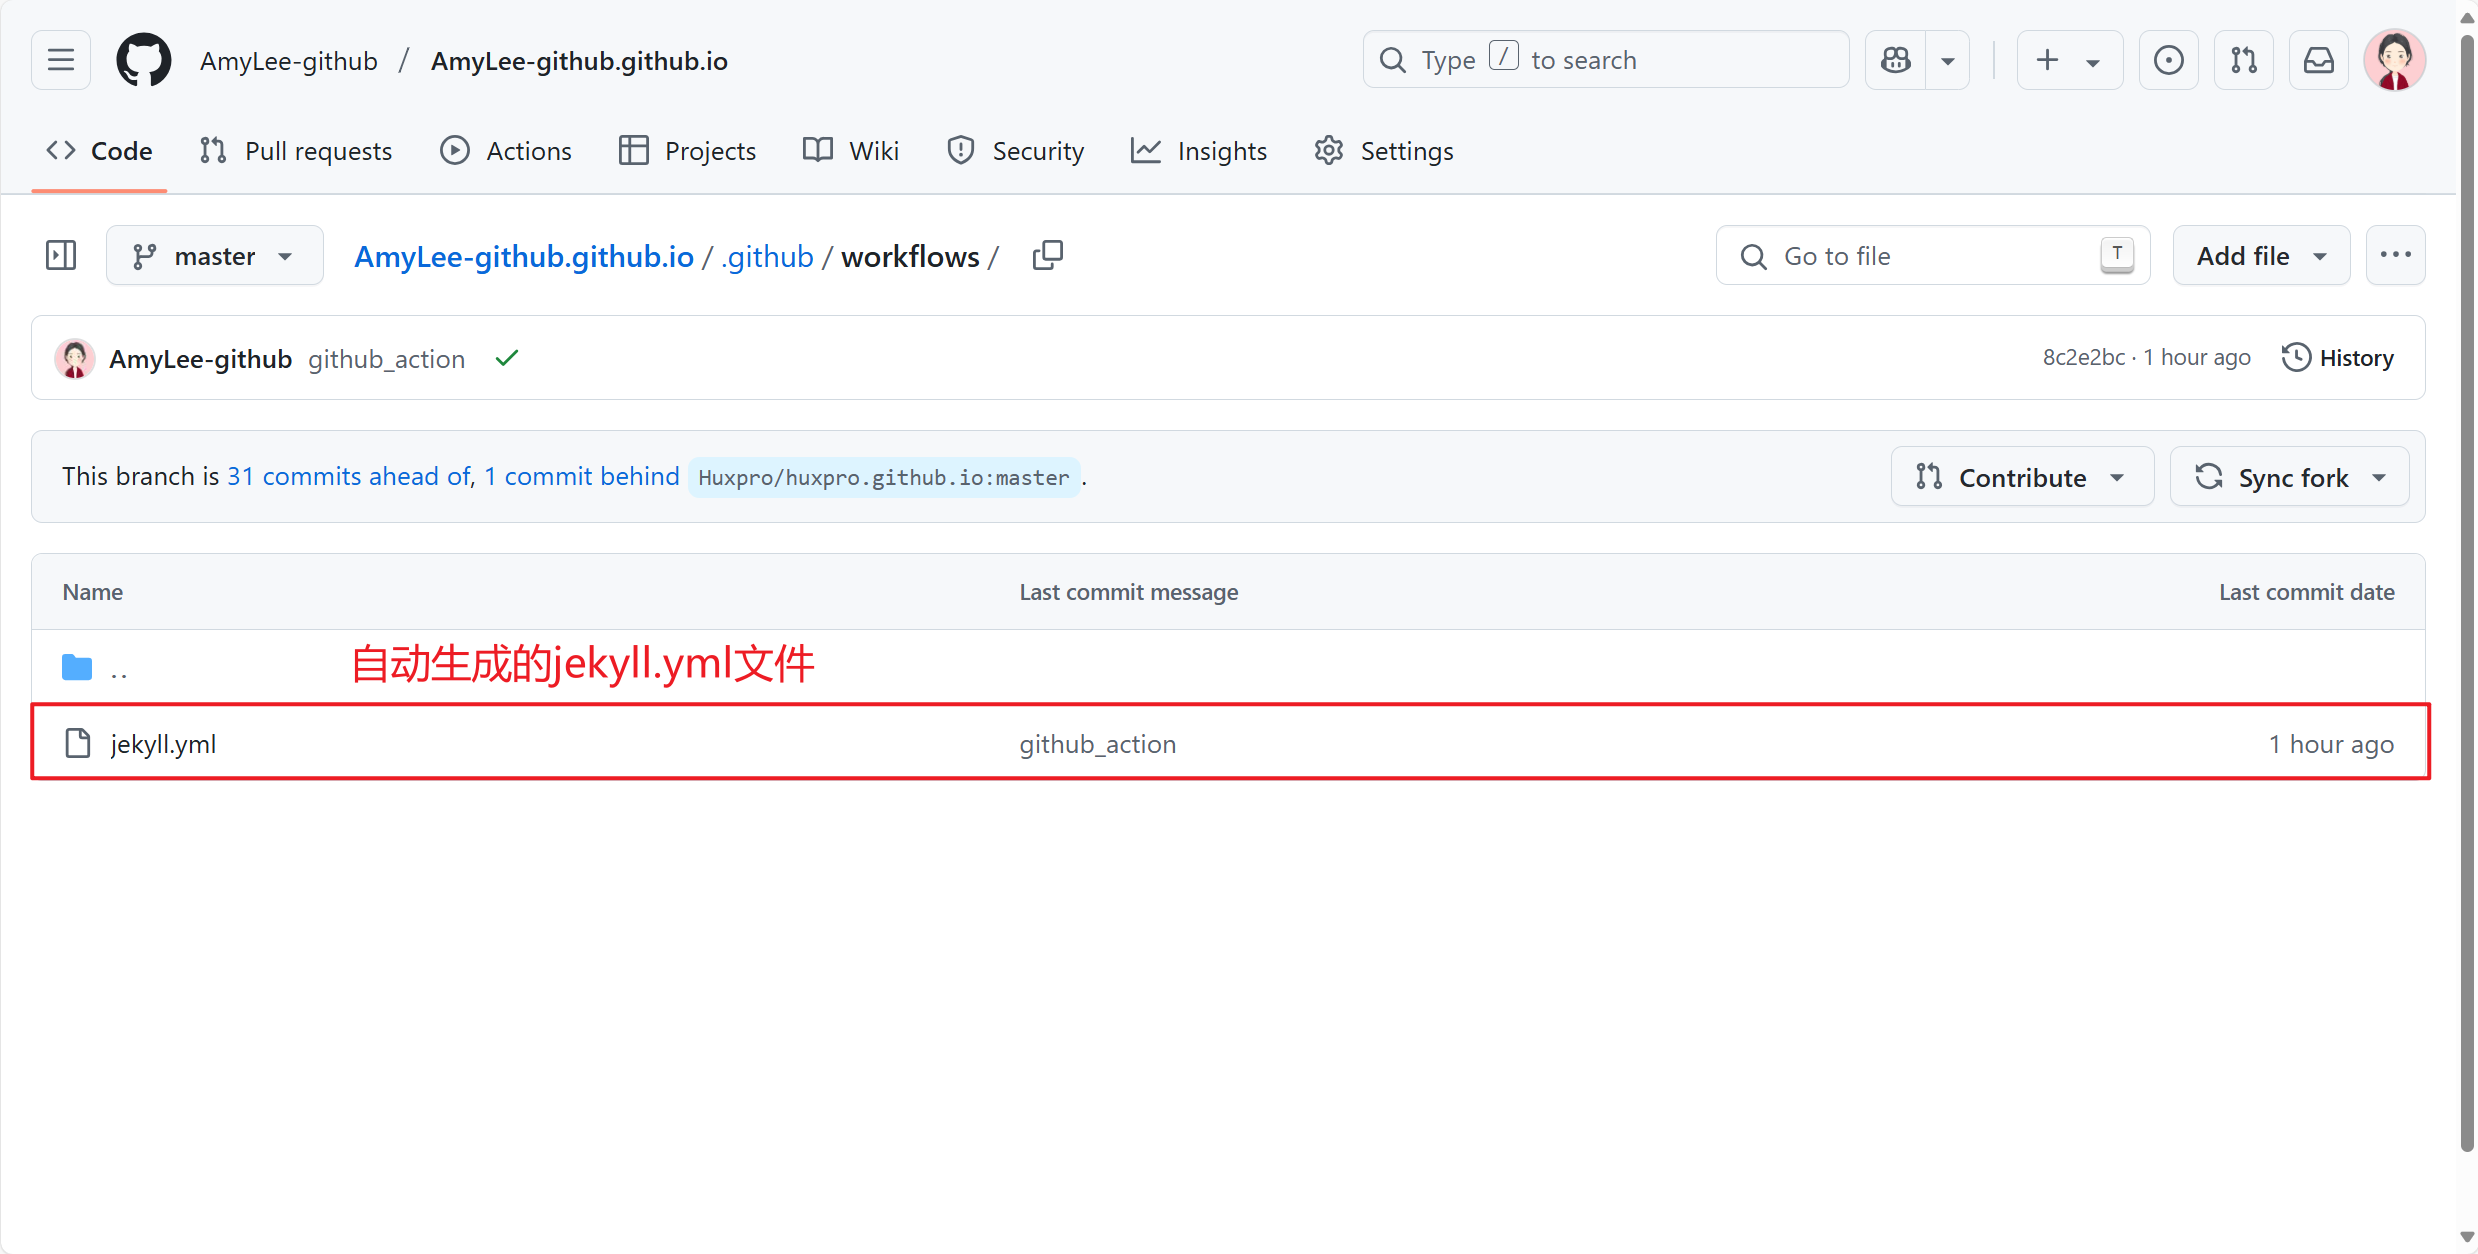 AmyLee-github / AmyLee-github.github.io
Type / to search
Code Pull requests Actions Projects Wiki Security Insights Settings
master AmyLee-github.github.io / .github / workflows / Go to file T Add file
AmyLee-github github_action 8c2e2bc · 1 hour ago History
This branch is 31 commits ahead of, 1 commit behind Huxpro/huxpro.github.io:master . Contribute Sync fork
Name Last commit message Last commit date
.. 自动生成的jekyll.yml文件
jekyll.yml github_action 1 hour ago